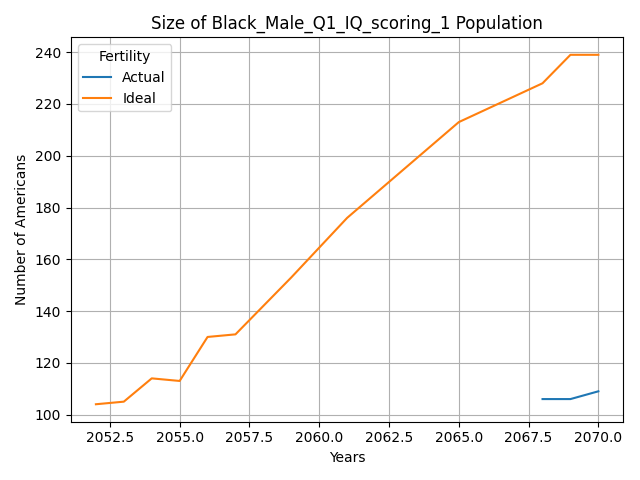 Size of Black_Male_Q1_IQ_scoring_1 Population
Fertility
Actual
Ideal
Number of Americans
240
220
200
180
160
140
120
100
2052.5 2055.0 2057.5 2060.0 2062.5 2065.0 2067.5 2070.0
Years